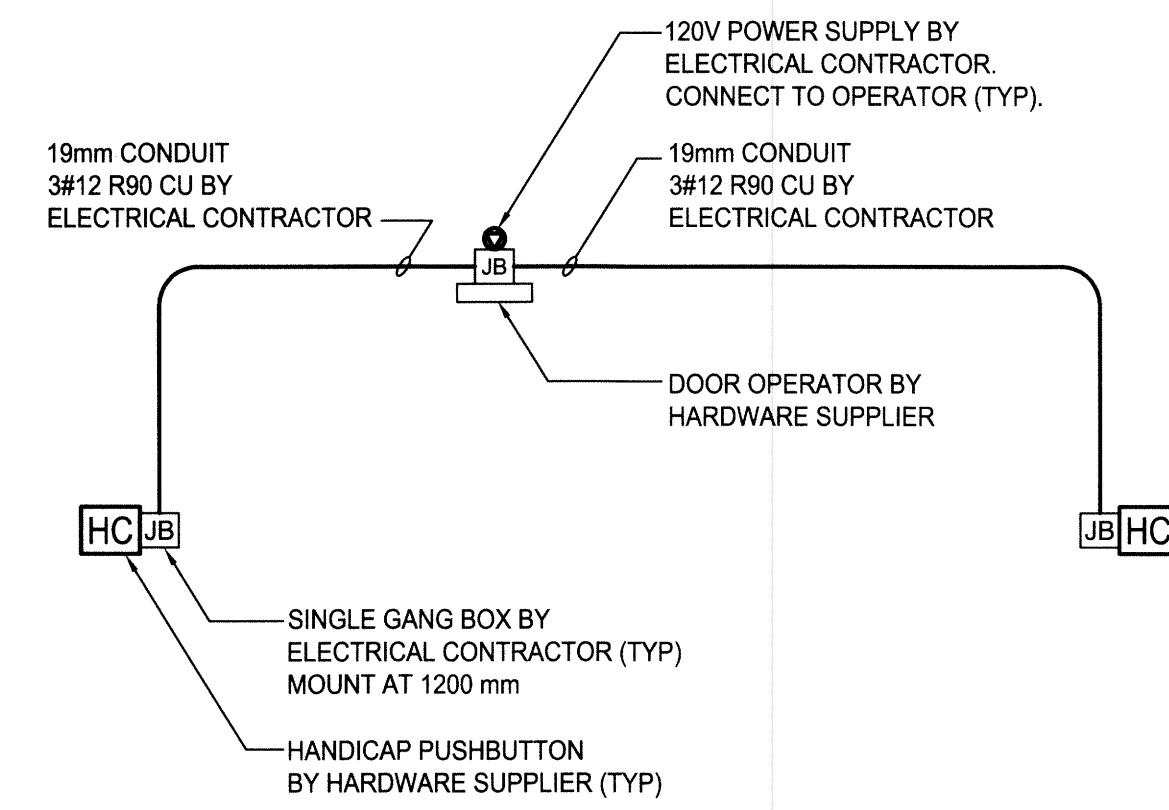 120V POWER SUPPLY BY
ELECTRICAL CONTRACTOR.
CONNECT TO OPERATOR (TYP).
19mm CONDUIT
3#12 R90 CU BY
ELECTRICAL CONTRACTOR
19mm CONDUIT
3#12 R90 CU BY
ELECTRICAL CONTRACTOR
JB
DOOR OPERATOR BY
HARDWARE SUPPLIER
HC JB
JB HC
SINGLE GANG BOX BY
ELECTRICAL CONTRACTOR (TYP)
MOUNT AT 1200 mm
HANDICAP PUSHBUTTON
BY HARDWARE SUPPLIER (TYP)